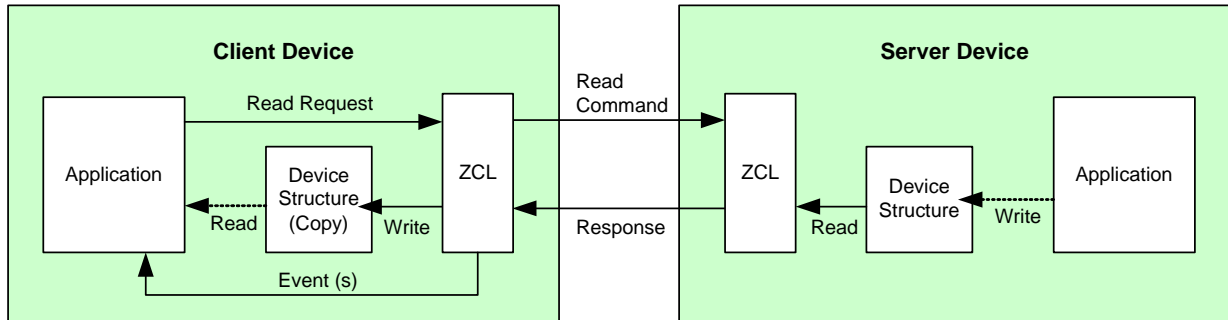 Client Device
Server Device
Read
Command
Read Request
Application
Device
Structure
(Copy)
ZCL
ZCL
Device
Structure
Application
Read
Write
Response
Read
Write
Event (s)